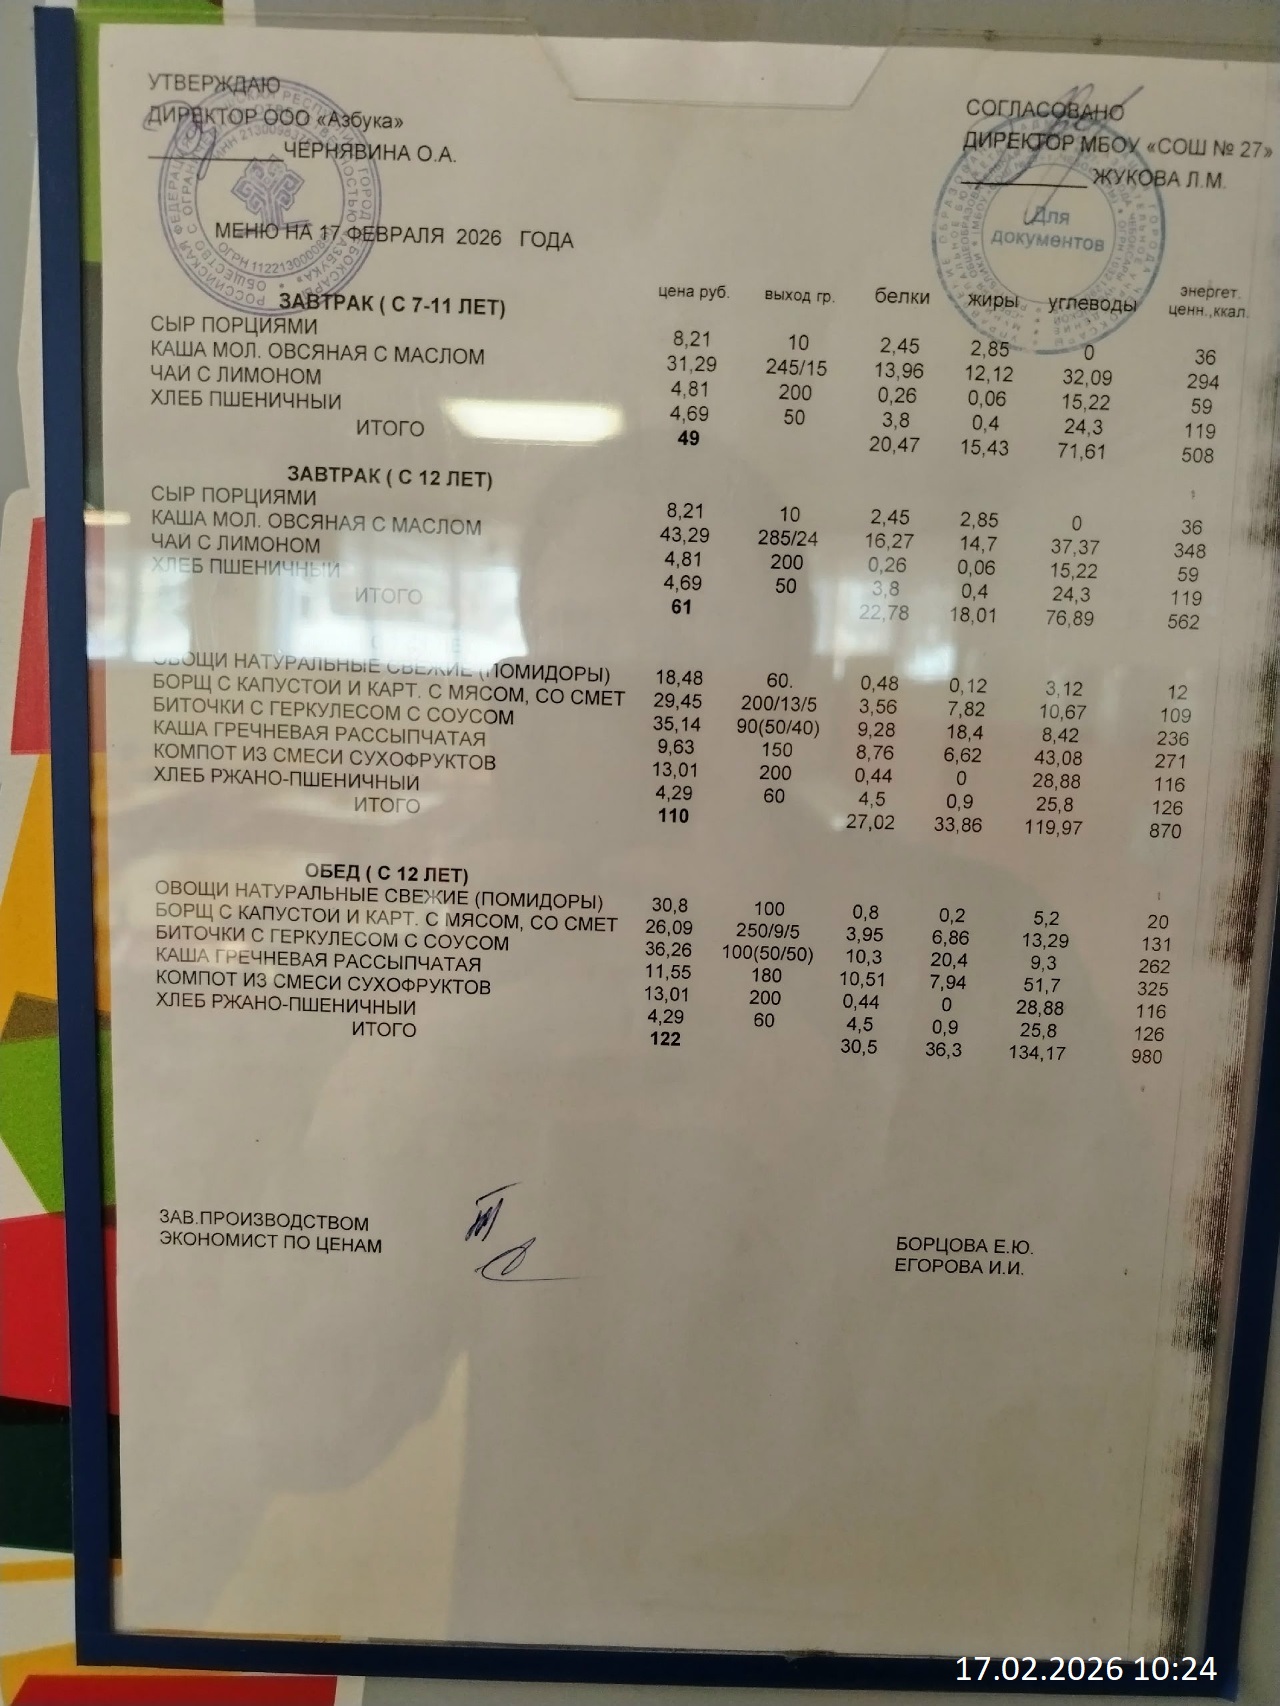 УТВЕРЖДАЮ
ДИРЕКТОР ООО «Азбука»
ЧЕРНЯВИНА О.А.
СОГЛАСОВАНО
ДИРЕКТОР МБОУ «СОШ № 27»
ЖУКОВА Л.М.
Для документов
МЕНЮ НА 17 ФЕВРАЛЯ 2026 ГОДА
цена руб. выход гр. белки жиры углеводы энергет. ценн.,ккал.
ЗАВТРАК ( С 7-11 ЛЕТ)
СЫР ПОРЦИЯМИ 8,21 10 2,45 2,85 0 36
КАША МОЛ. ОВСЯНАЯ С МАСЛОМ 31,29 245/15 13,96 12,12 32,09 294
ЧАЙ С ЛИМОНОМ 4,81 200 0,26 0,06 15,22 59
ХЛЕБ ПШЕНИЧНЫЙ 4,69 50 3,8 0,4 24,3 119
ИТОГО 49 20,47 15,43 71,61 508
ЗАВТРАК ( С 12 ЛЕТ)
СЫР ПОРЦИЯМИ 8,21 10 2,45 2,85 0 36
КАША МОЛ. ОВСЯНАЯ С МАСЛОМ 43,29 285/24 16,27 14,7 37,37 348
ЧАЙ С ЛИМОНОМ 4,81 200 0,26 0,06 15,22 59
ХЛЕБ ПШЕНИЧНЫЙ 4,69 50 3,8 0,4 24,3 119
ИТОГО 61 22,78 18,01 76,89 562
ОВОЩИ НАТУРАЛЬНЫЕ СВЕЖИЕ (ПОМИДОРЫ) 18,48 60. 0,48 0,12 3,12 12
БОРЩ С КАПУСТОЙ И КАРТ. С МЯСОМ, СО СМЕТ 29,45 200/13/5 3,56 7,82 10,67 109
БИТОЧКИ С ГЕРКУЛЕСОМ С СОУСОМ 35,14 90(50/40) 9,28 18,4 8,42 236
КАША ГРЕЧНЕВАЯ РАССЫПЧАТАЯ 9,63 150 8,76 6,62 43,08 271
КОМПОТ ИЗ СМЕСИ СУХОФРУКТОВ 13,01 200 0,44 0 28,88 116
ХЛЕБ РЖАНО-ПШЕНИЧНЫЙ 4,29 60 4,5 0,9 25,8 126
ИТОГО 110 27,02 33,86 119,97 870
ОБЕД ( С 12 ЛЕТ)
ОВОЩИ НАТУРАЛЬНЫЕ СВЕЖИЕ (ПОМИДОРЫ) 30,8 100 0,8 0,2 5,2 20
БОРЩ С КАПУСТОЙ И КАРТ. С МЯСОМ, СО СМЕТ 26,09 250/9/5 3,95 6,86 13,29 131
БИТОЧКИ С ГЕРКУЛЕСОМ С СОУСОМ 36,26 100(50/50) 10,3 20,4 9,3 262
КАША ГРЕЧНЕВАЯ РАССЫПЧАТАЯ 11,55 180 10,51 7,94 51,7 325
КОМПОТ ИЗ СМЕСИ СУХОФРУКТОВ 13,01 200 0,44 0 28,88 116
ХЛЕБ РЖАНО-ПШЕНИЧНЫЙ 4,29 60 4,5 0,9 25,8 126
ИТОГО 122 30,5 36,3 134,17 980
ЗАВ.ПРОИЗВОДСТВОМ БОРЦОВА Е.Ю.
ЭКОНОМИСТ ПО ЦЕНАМ ЕГОРОВА И.И.
17.02.2026 10:24